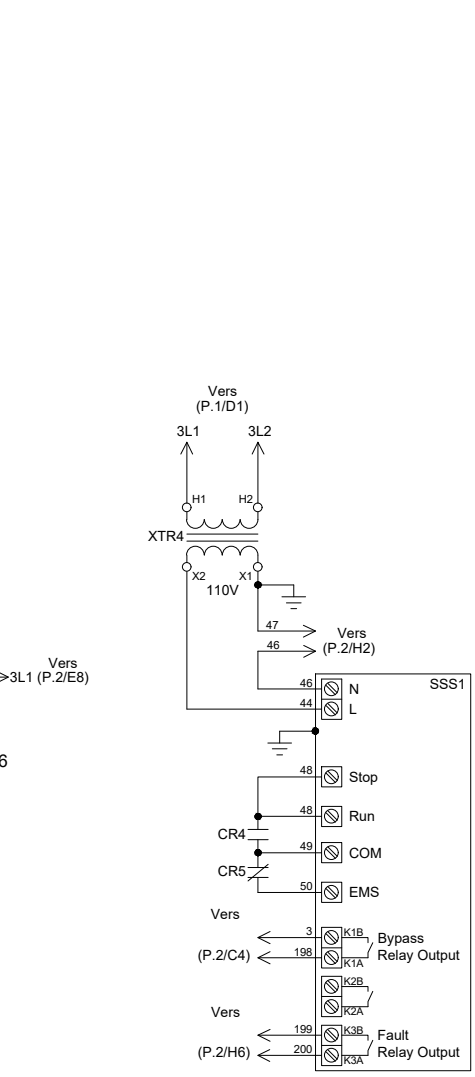 Vers
(P.1/D1)
3L1 3L2
H1 H2
XTR4
X2 X1
110V
47
Vers
46 (P.2/H2)
Vers
3L1 (P.2/E8)
SSS1
46 N
44 L
6
48 Stop
48 Run
CR4
49 COM
CR5
50 EMS
Vers
3 K1B Bypass
(P.2/C4) 198 K1A Relay Output
K2B
K2A
Vers
199 K3B Fault
(P.2/H6) 200 K3A Relay Output